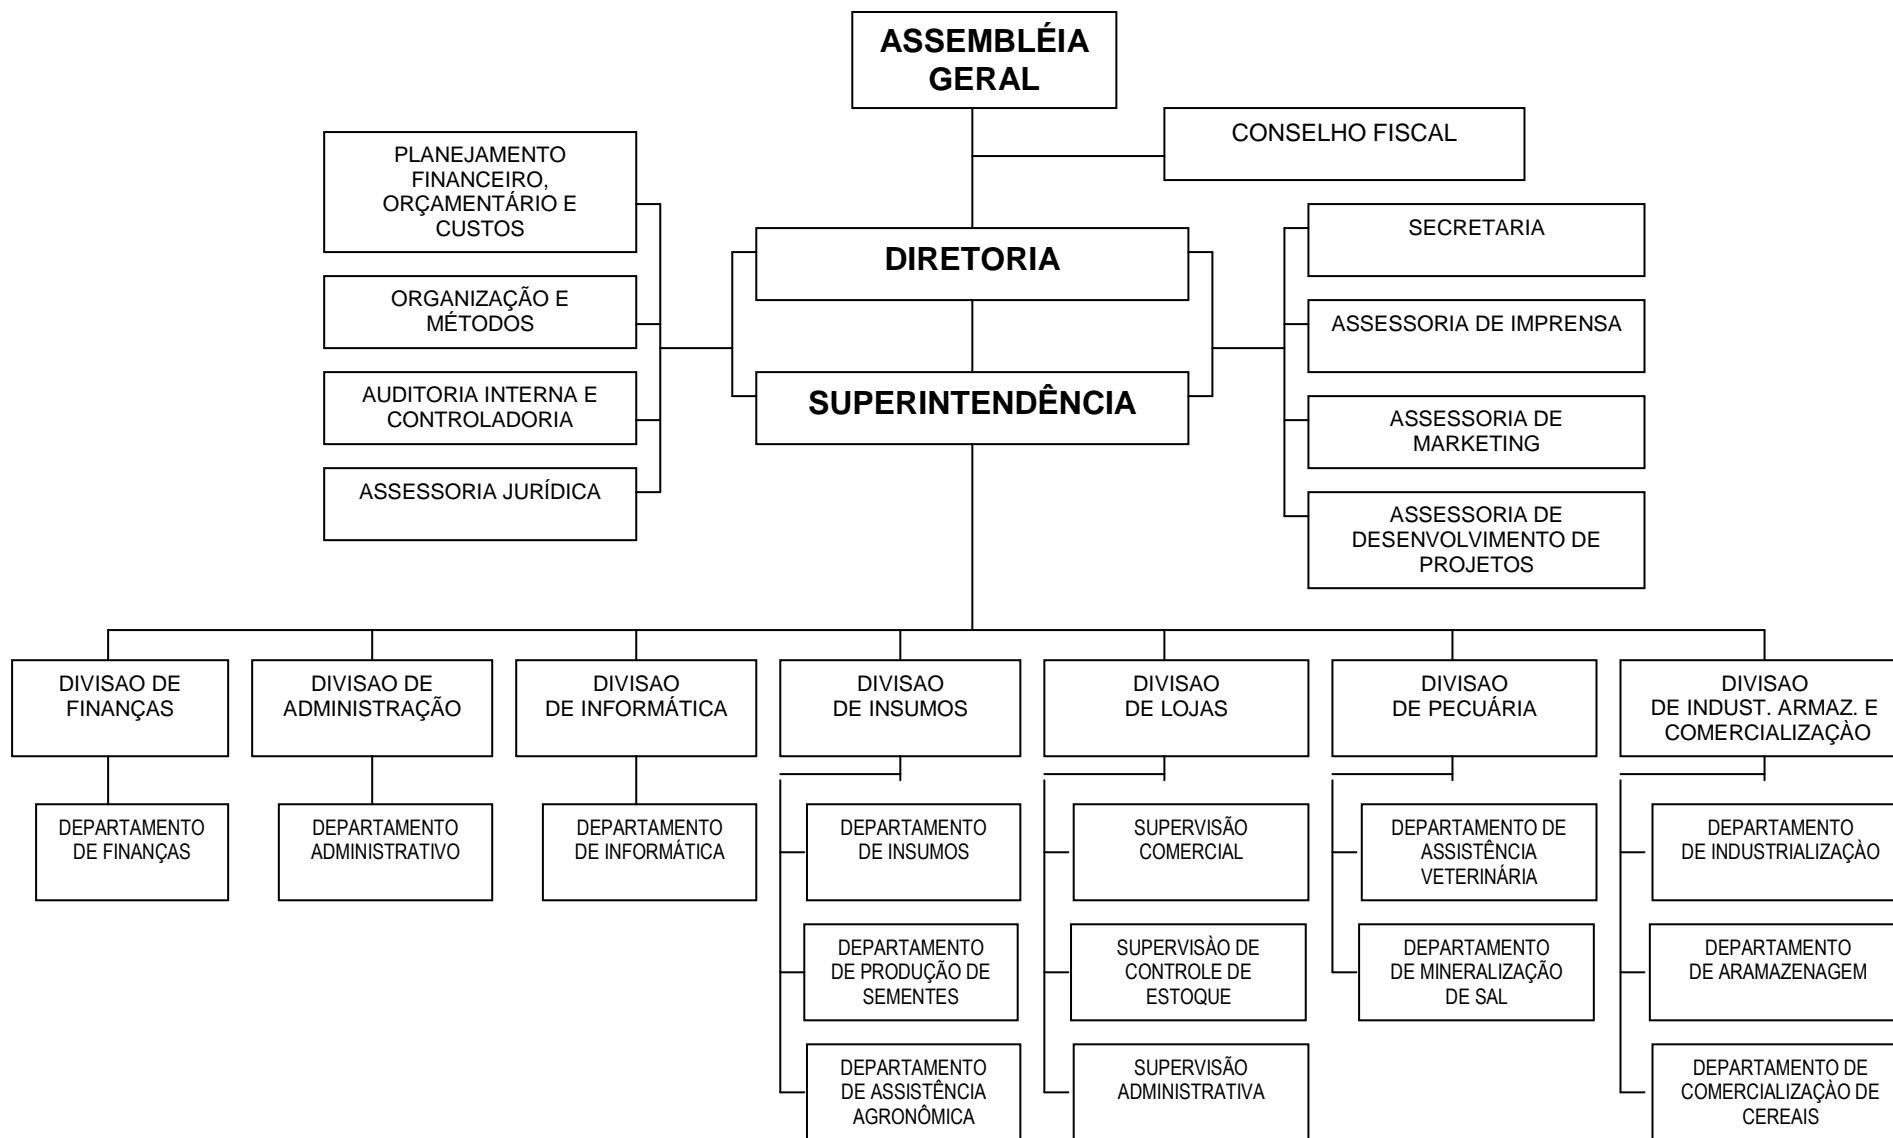 ASSEMBLÉIA
GERAL
CONSELHO FISCAL
PLANEJAMENTO
FINANCEIRO,
ORÇAMENTÁRIO E
CUSTOS
ORGANIZAÇÃO E
MÉTODOS
AUDITORIA INTERNA E
CONTROLADORIA
ASSESSORIA JURÍDICA
DIRETORIA
SUPERINTENDÊNCIA
SECRETARIA
ASSESSORIA DE IMPRENSA
ASSESSORIA DE
MARKETING
ASSESSORIA DE
DESENVOLVIMENTO DE
PROJETOS
DIVISAO DE
FINANÇAS
DIVISAO DE
ADMINISTRAÇÃO
DIVISAO
DE INFORMÁTICA
DIVISAO
DE INSUMOS
DIVISAO
DE LOJAS
DIVISAO
DE PECUÁRIA
DIVISAO
DE INDUST. ARMAZ. E
COMERCIALIZAÇÀO
DEPARTAMENTO
DE FINANÇAS
DEPARTAMENTO
ADMINISTRATIVO
DEPARTAMENTO
DE INFORMÁTICA
DEPARTAMENTO
DE INSUMOS
SUPERVISÃO
COMERCIAL
DEPARTAMENTO DE
ASSISTÊNCIA
VETERINÁRIA
DEPARTAMENTO
DE INDUSTRIALIZAÇÀO
DEPARTAMENTO
DE PRODUÇÃO DE
SEMENTES
SUPERVISÀO DE
CONTROLE DE
ESTOQUE
DEPARTAMENTO
DE MINERALIZAÇÃO
DE SAL
DEPARTAMENTO
DE ARAMAZENAGEM
DEPARTAMENTO
DE ASSISTÊNCIA
AGRONÔMICA
SUPERVISÃO
ADMINISTRATIVA
DEPARTAMENTO DE
COMERCIALIZAÇÀO DE
CEREAIS